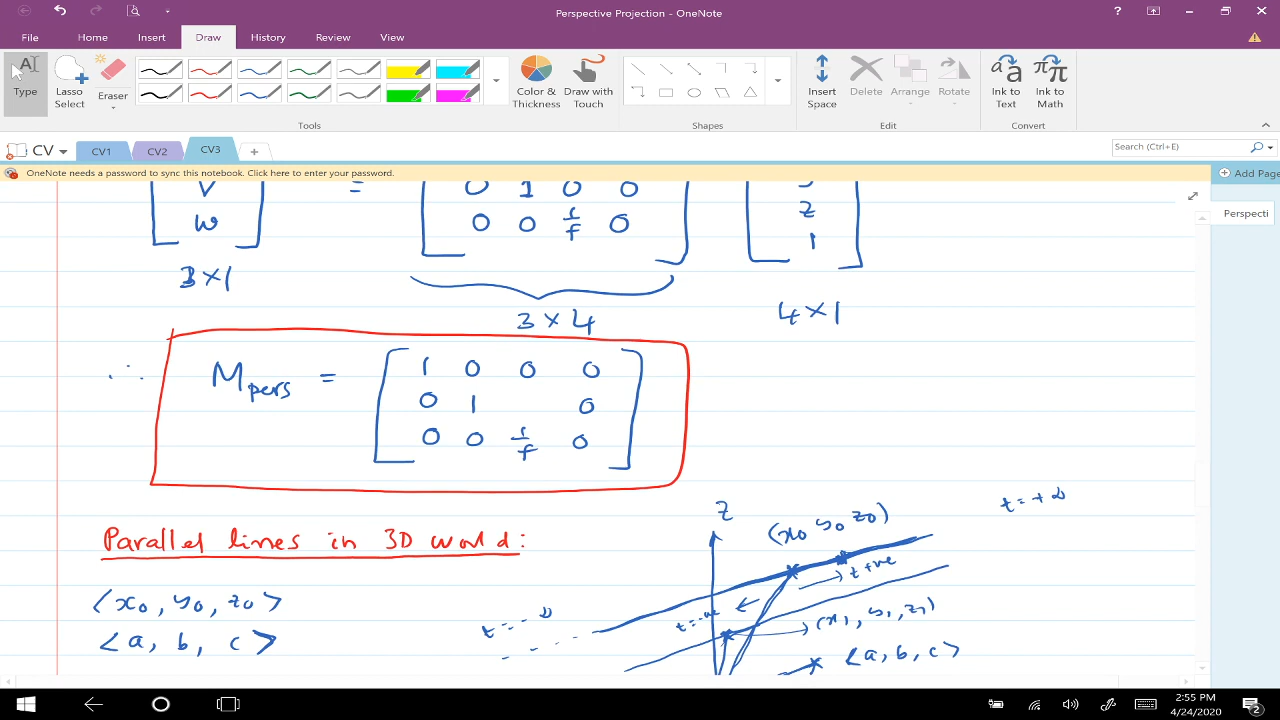 Perspective Projection - OneNote
File Home Insert Draw History Review View
Type Lasso Select Eraser Color & Thickness Draw with Touch Insert Space Delete Arrange Rotate Ink to Text Ink to Math
Tools Shapes Edit Convert
CV CV1 CV2 CV3 Search (Ctrl+E)
OneNote needs a password to sync this notebook. Click here to enter your password.
Add Page
Perspecti
V = 0 1 0 0 y
w 0 0 1/f 0 z
1
3×1
3×4 4×1
∴ Mpers = 1 0 0 0
0 1 0
0 0 1/f 0
Parallel lines in 3D world:
Z (x0 y0 z0) t=+∞
t +ve
<x0, y0, z0>
t=-∞ t=-ve (x1, y1, z1)
<a, b, c> <a, b, c>
2:55 PM
4/24/2020
2